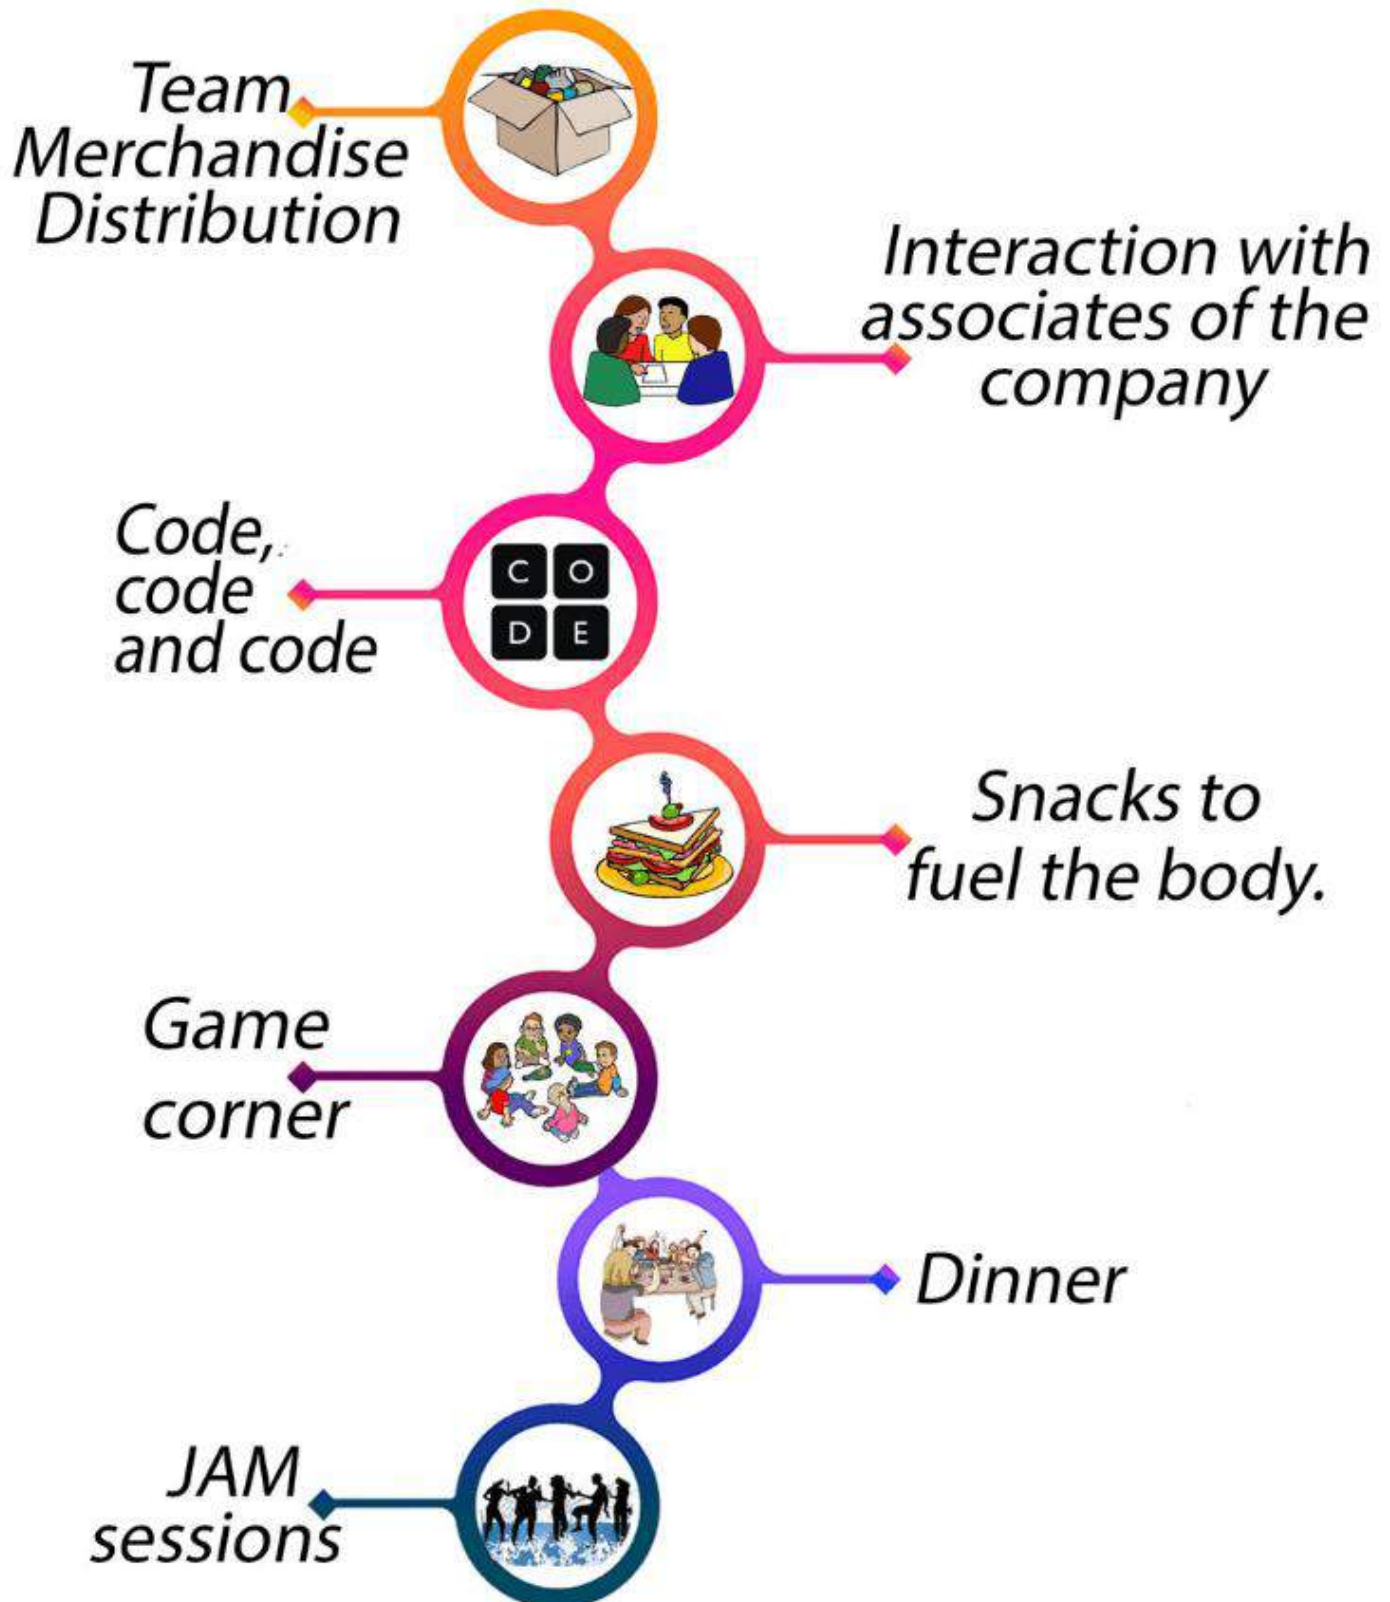 Team
Merchandise
Distribution
Interaction with
associates of the
company
Code,
code
and code
C O
D E
Snacks to
fuel the body.
Game
corner
Dinner
JAM
sessions